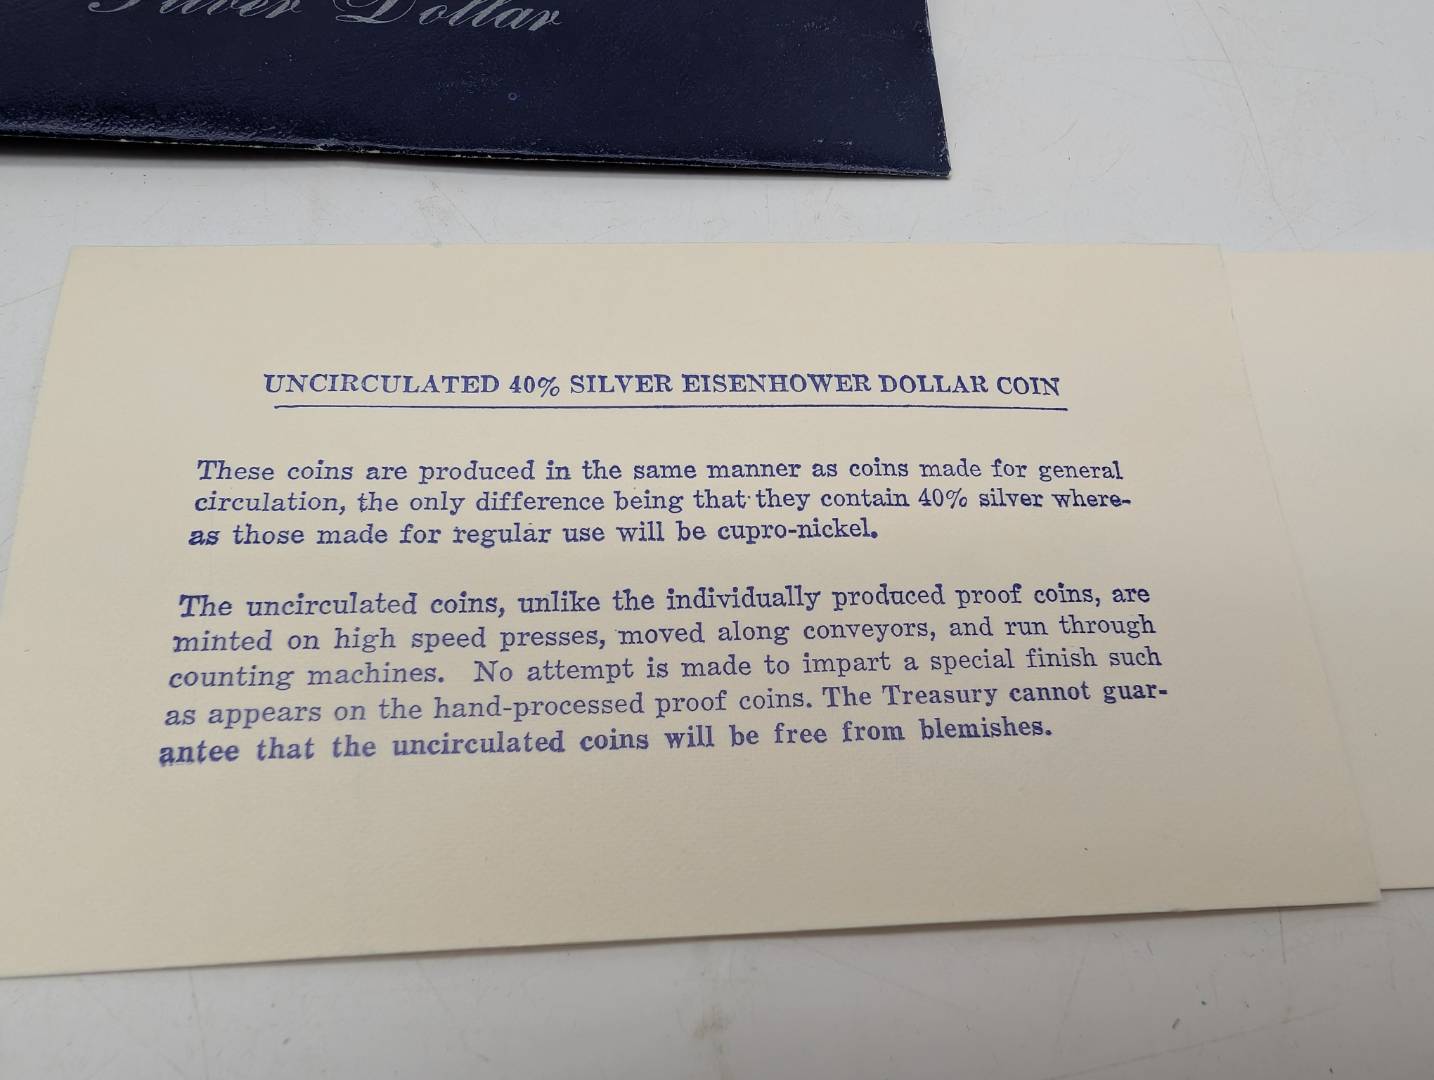 Silver Dollar
UNCIRCULATED 40% SILVER EISENHOWER DOLLAR COIN
These coins are produced in the same manner as coins made for general
circulation, the only difference being that they contain 40% silver where-
as those made for regular use will be cupro-nickel.
The uncirculated coins, unlike the individually produced proof coins, are
minted on high speed presses, moved along conveyors, and run through
counting machines. No attempt is made to impart a special finish such
as appears on the hand-processed proof coins. The Treasury cannot guar-
antee that the uncirculated coins will be free from blemishes.